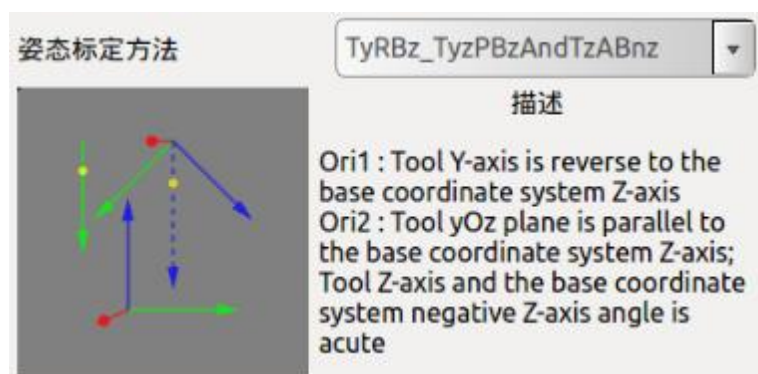 姿态标定方法
TyRBz_TyzPBzAndTzABnz
描述
Ori1 : Tool Y-axis is reverse to the
base coordinate system Z-axis
Ori2 : Tool yOz plane is parallel to
the base coordinate system Z-axis;
Tool Z-axis and the base coordinate
system negative Z-axis angle is
acute